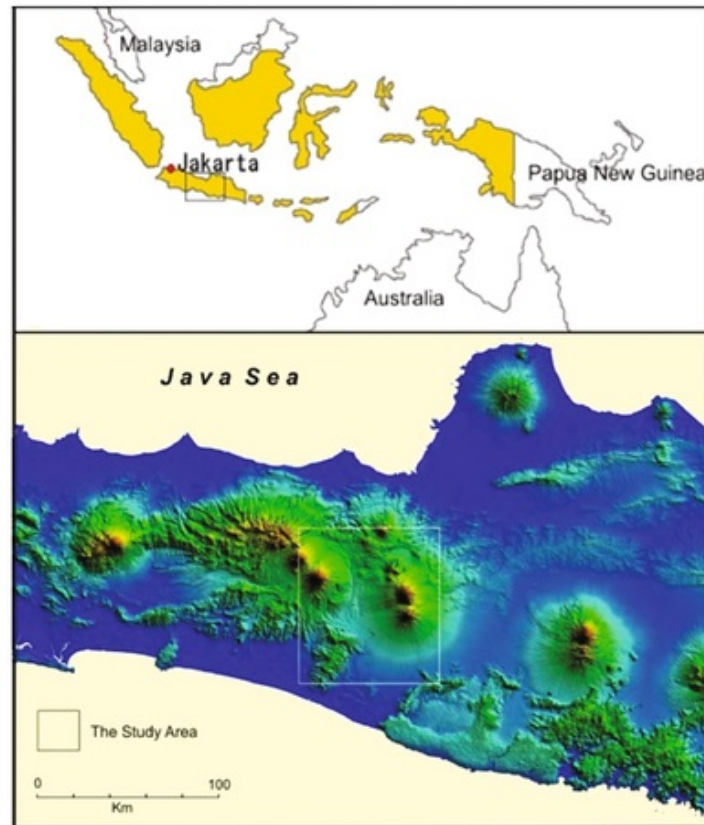 Malaysia
Jakarta
Papua New Guinea
Australia
Java Sea
The Study Area
0 100
Km